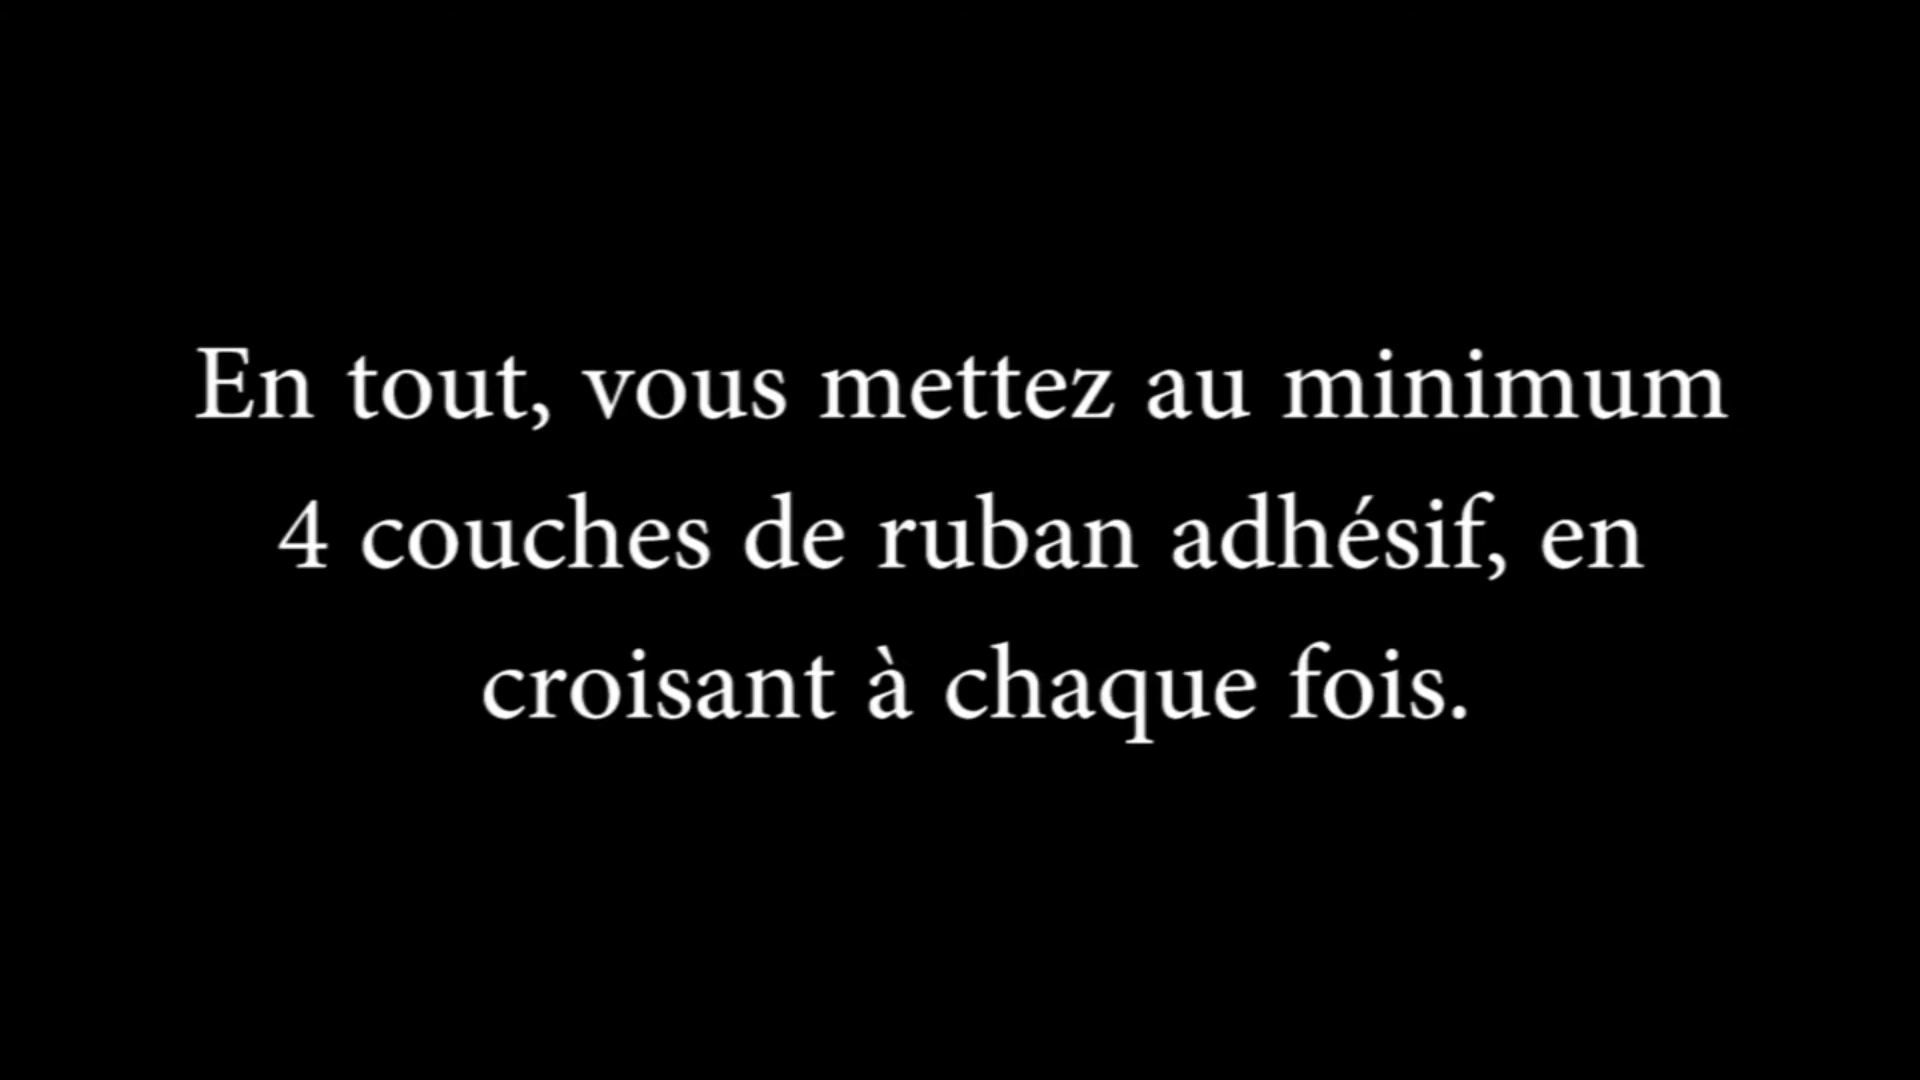 En tout, vous mettez au minimum
4 couches de ruban adhésif, en
croisant à chaque fois.